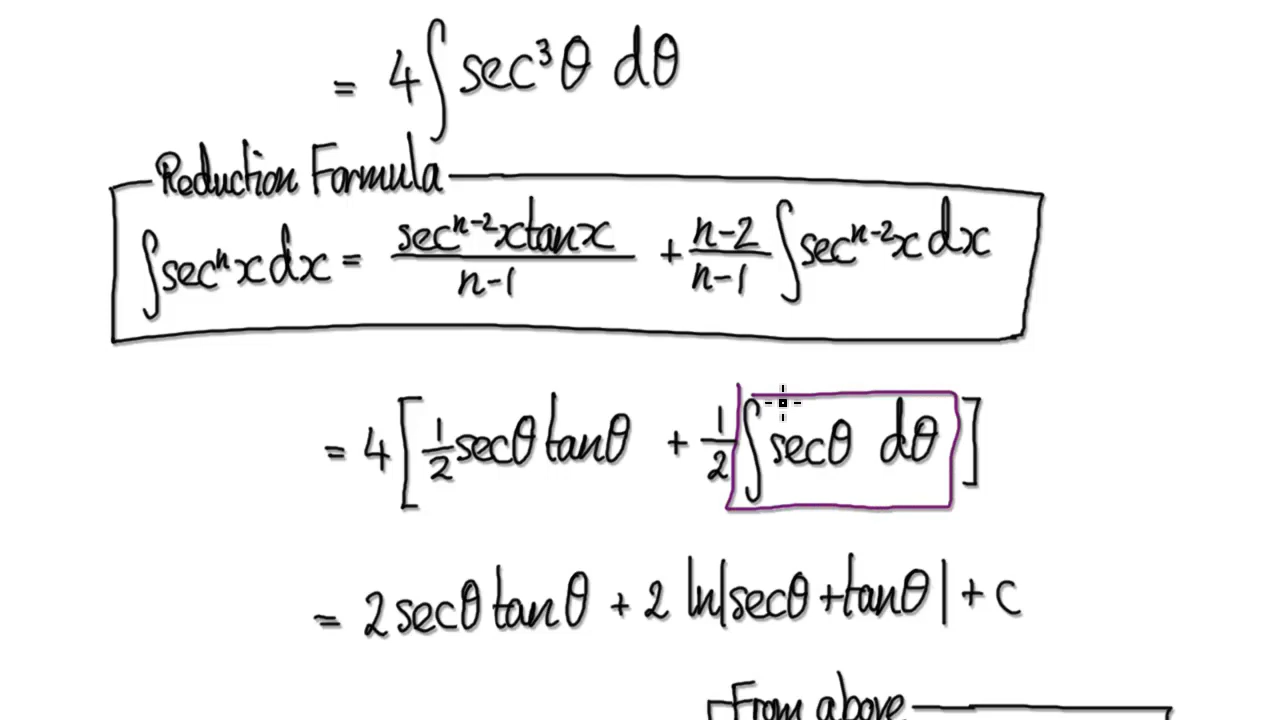 = 4∫sec³θ dθ
Reduction Formula
∫secⁿx dx = secⁿ⁻²x tanx / n-1 + n-2 / n-1 ∫secⁿ⁻²x dx
= 4[1/2 secθ tanθ + 1/2 ∫secθ dθ]
= 2secθ tanθ + 2 ln|secθ + tanθ| + c
From above